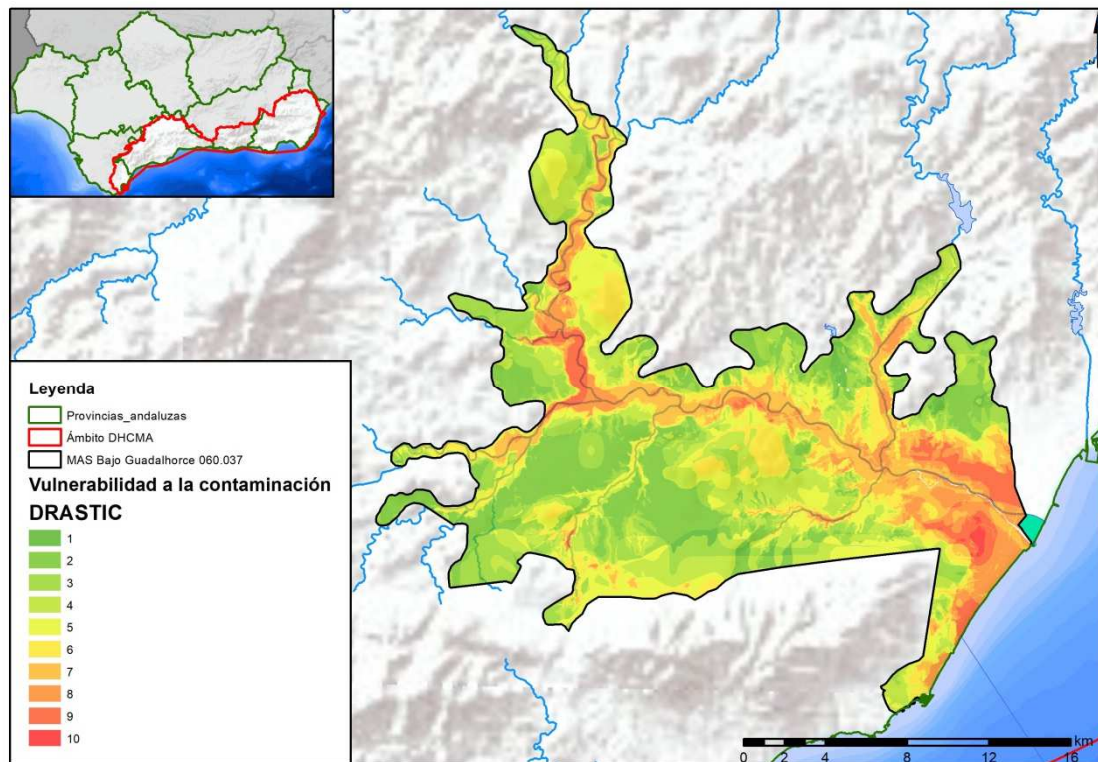 Leyenda
Provincias_andaluzas
Ámbito DHCMA
MAS Bajo Guadalhorce 060.037
Vulnerabilidad a la contaminación
DRASTIC
1
2
3
4
5
6
7
8
9
10
km
0 2 4 8 12 16